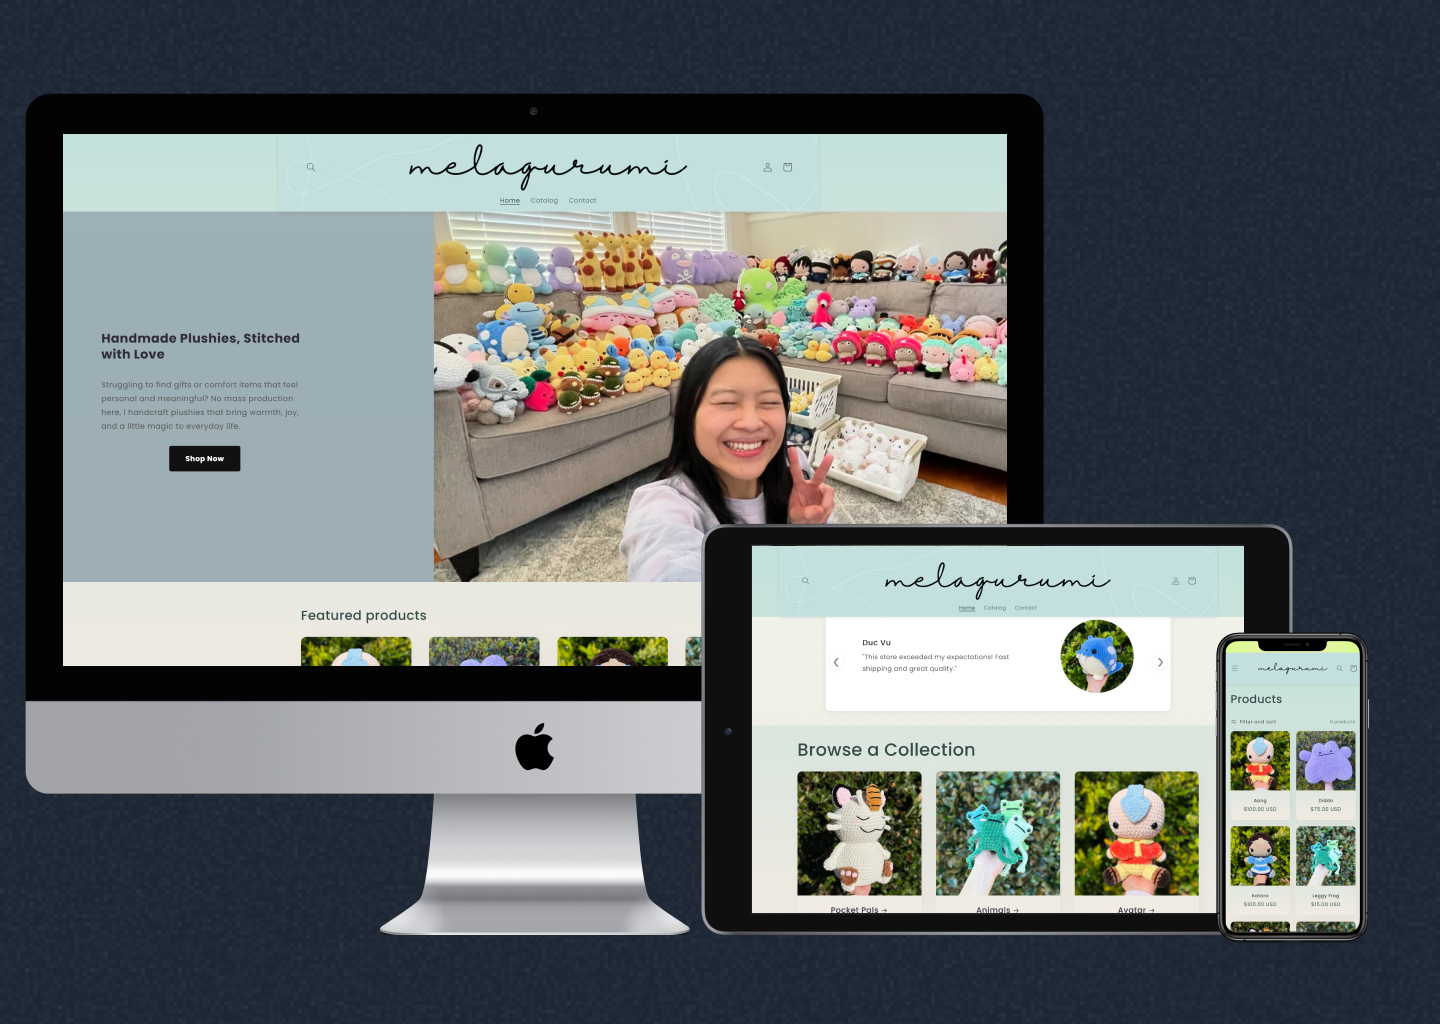 melagurumi
Home Catalog Contact
Handmade Plushies, Stitched
with Love
Struggling to find gifts or comfort items that feel
personal and meaningful? No mass production
here, I handcraft plushies that bring warmth, joy,
and a little magic to everyday life.
Shop Now
Featured products
melagurumi
Home Catalog Contact
Duc Vu
"This store exceeded my expectations! Fast
shipping and great quality."
Browse a Collection
Pocket Pals →
Animals →
Avatar →
melagurumi
Products
Filter and sort
Aang
$100.00 USD
Diddo
$75.00 USD
Katara
$100.00 USD
Leggy Frog
$15.00 USD